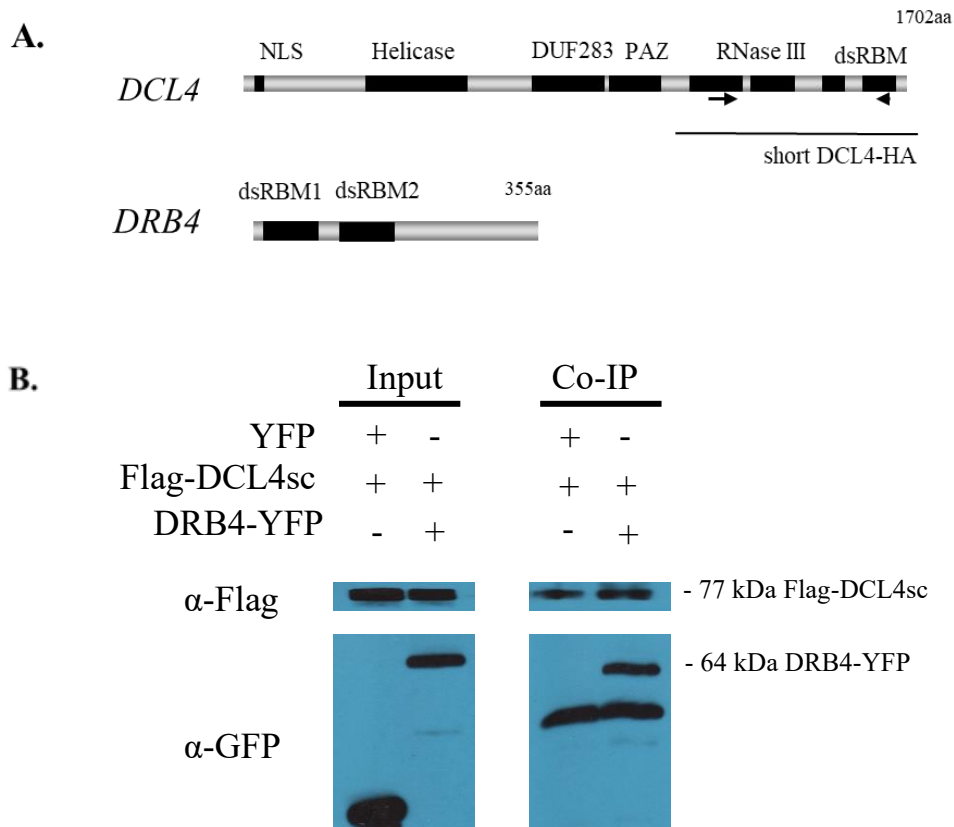 A.
1702aa
NLS Helicase DUF283 PAZ RNase III dsRBM
DCL4
short DCL4-HA
dsRBM1 dsRBM2 355aa
DRB4
B.
Input Co-IP
YFP + - + -
Flag-DCL4sc + + + +
DRB4-YFP - + - +
α-Flag - 77 kDa Flag-DCL4sc
- 64 kDa DRB4-YFP
α-GFP